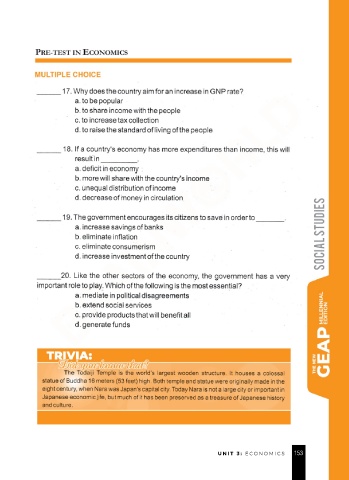 PRE-TEST IN ECONOMICS
MULTIPLE CHOICE
______ 17. Why does the country aim for an increase in GNP rate?
a. to be popular
b. to share income with the people
c. to increase tax collection
d. to raise the standard of living of the people
______ 18. If a country's economy has more expenditures than income, this will
result in _________.
a. deficit in economy
b. more will share with the country's income
c. unequal distribution of income
d. decrease of money in circulation
______ 19. The government encourages its citizens to save in order to _______.
a. increase savings of banks
b. eliminate inflation
c. eliminate consumerism
d. increase investment of the country
______20. Like the other sectors of the economy, the government has a very
important role to play. Which of the following is the most essential?
a. mediate in political disagreements
b. extend social services
c. provide products that will benefit all
d. generate funds
TRIVIA:
The Todaiji Temple is the world's largest wooden structure. It houses a colossal
statue of Buddha 16 meters (53 feet) high. Both temple and statue were originally made in the
eight century, when Nara was Japan's capital city. Today Nara is not a large city or important in
Japanese economic life, but much of it has been preserved as a treasure of Japanese history
and culture.
SOCIAL STUDIES
THE NEW
GEAP
MILLENNIAL
EDITION
UNIT 3: ECONOMICS 153